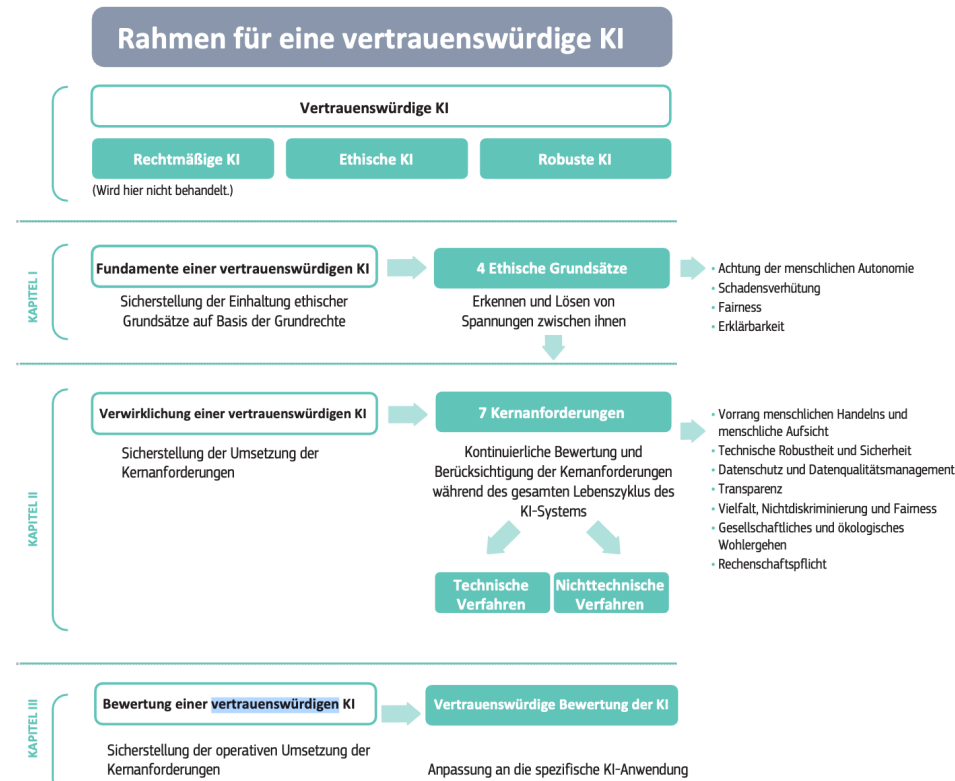 Rahmen für eine vertrauenswürdige KI
Vertrauenswürdige KI
Rechtmäßige KI
Ethische KI
Robuste KI
(Wird hier nicht behandelt.)
KAPITEL I
Fundamente einer vertrauenswürdigen KI
Sicherstellung der Einhaltung ethischer
Grundsätze auf Basis der Grundrechte
4 Ethische Grundsätze
Erkennen und Lösen von
Spannungen zwischen ihnen
• Achtung der menschlichen Autonomie
• Schadensverhütung
• Fairness
• Erklärbarkeit
KAPITEL II
Verwirklichung einer vertrauenswürdigen KI
Sicherstellung der Umsetzung der
Kernanforderungen
7 Kernanforderungen
Kontinuierliche Bewertung und
Berücksichtigung der Kernanforderungen
während des gesamten Lebenszyklus des
KI-Systems
Technische
Verfahren
Nichttechnische
Verfahren
• Vorrang menschlichen Handelns und
menschliche Aufsicht
• Technische Robustheit und Sicherheit
• Datenschutz und Datenqualitätsmanagement
• Transparenz
• Vielfalt, Nichtdiskriminierung und Fairness
• Gesellschaftliches und ökologisches
Wohlergehen
• Rechenschaftspflicht
KAPITEL III
Bewertung einer vertrauenswürdigen KI
Sicherstellung der operativen Umsetzung der
Kernanforderungen
Vertrauenswürdige Bewertung der KI
Anpassung an die spezifische KI-Anwendung